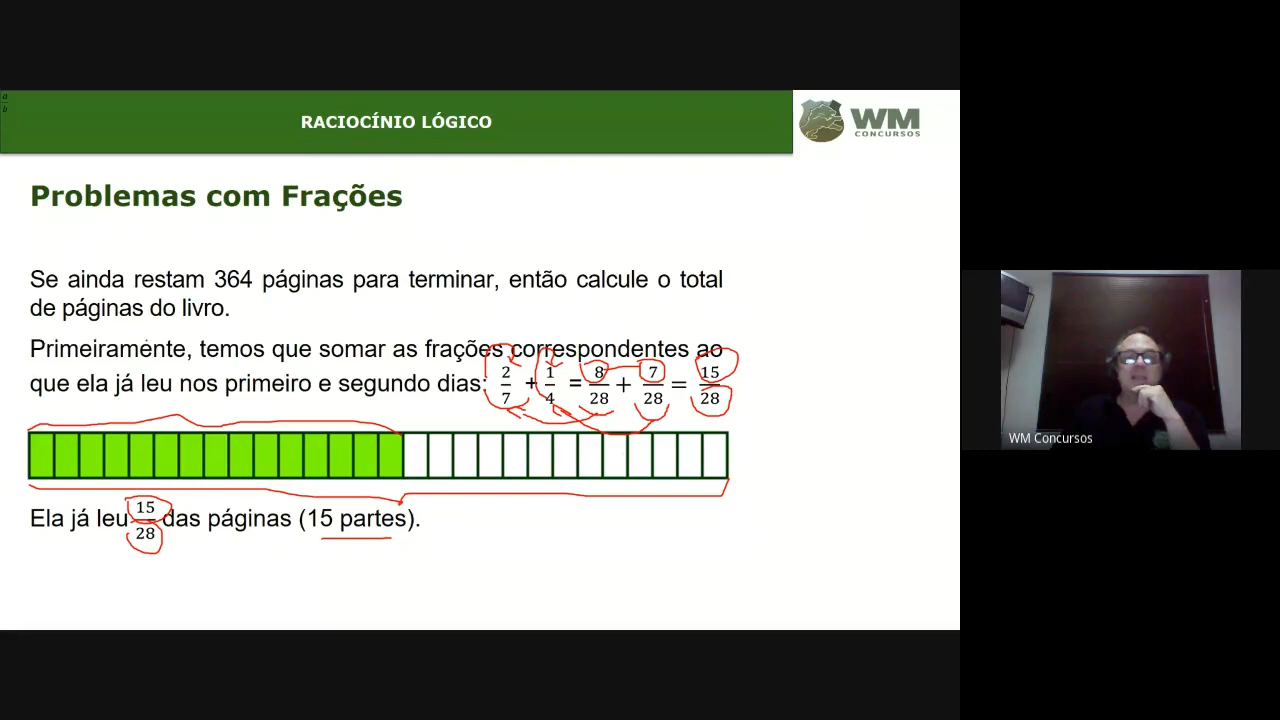 a
b
RACIOCÍNIO LÓGICO
WM
CONCURSOS
Problemas com Frações
Se ainda restam 364 páginas para terminar, então calcule o total
de páginas do livro.
Primeiramente, temos que somar as frações correspondentes ao
que ela já leu nos primeiro e segundo dias: 2/7 + 1/4 = 8/28 + 7/28 = 15/28
Ela já leu 15/28 das páginas (15 partes).
WM Concursos